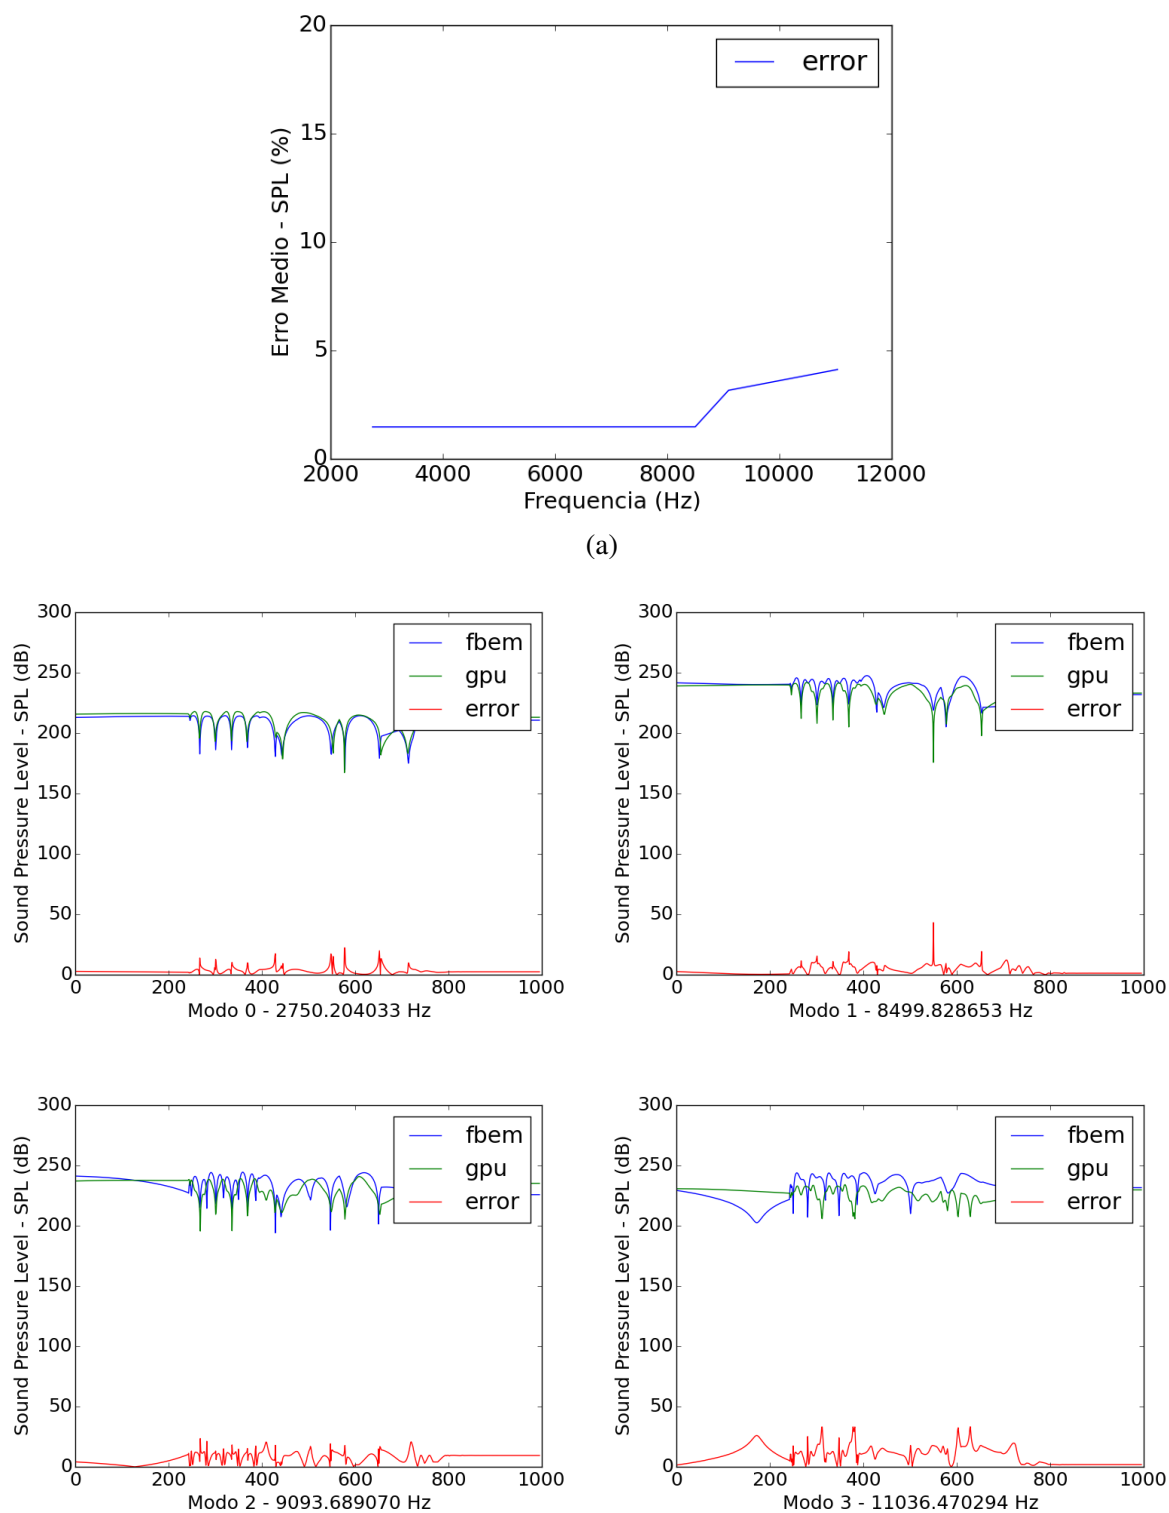 20
15
10
5
0
Erro Medio - SPL (%)
error
2000 4000 6000 8000 10000 12000
Frequencia (Hz)
(a)
300
250
200
150
100
50
0
Sound Pressure Level - SPL (dB)
fbem
gpu
error
0 200 400 600 800 1000
Modo 0 - 2750.204033 Hz
300
250
200
150
100
50
0
Sound Pressure Level - SPL (dB)
fbem
gpu
error
0 200 400 600 800 1000
Modo 1 - 8499.828653 Hz
300
250
200
150
100
50
0
Sound Pressure Level - SPL (dB)
fbem
gpu
error
0 200 400 600 800 1000
Modo 2 - 9093.689070 Hz
300
250
200
150
100
50
0
Sound Pressure Level - SPL (dB)
fbem
gpu
error
0 200 400 600 800 1000
Modo 3 - 11036.470294 Hz